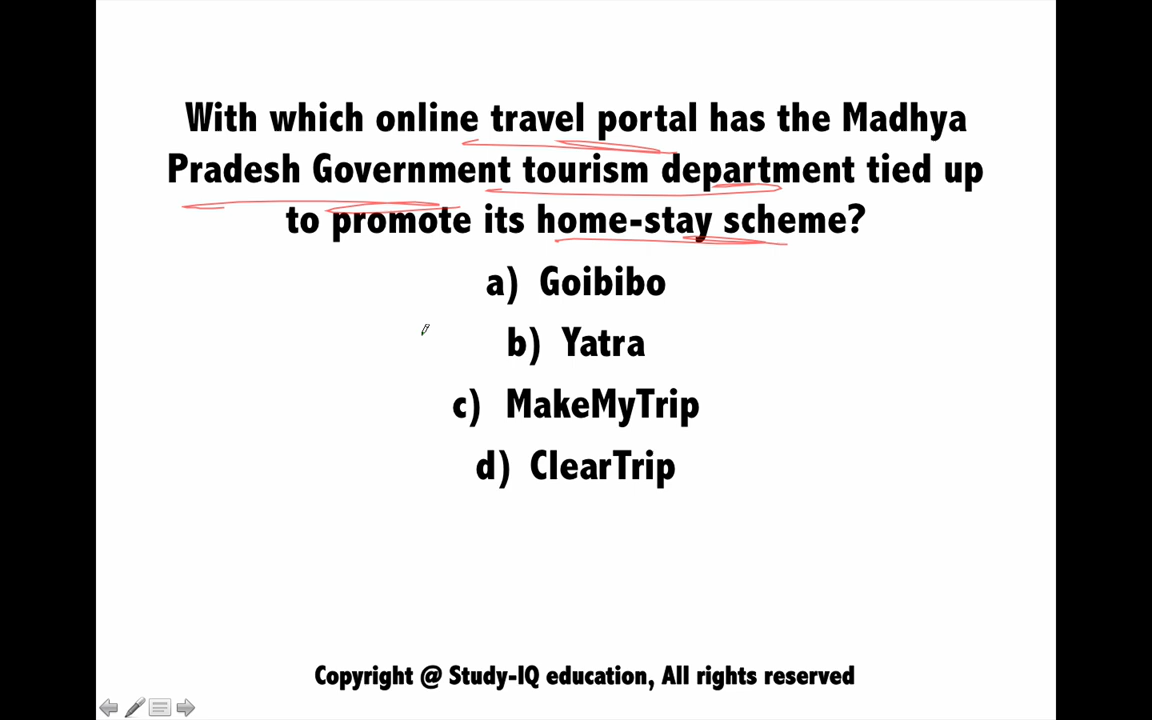 With which online travel portal has the Madhya
Pradesh Government tourism department tied up
to promote its home-stay scheme?
a) Goibibo
b) Yatra
c) MakeMyTrip
d) ClearTrip
Copyright @ Study-IQ education, All rights reserved